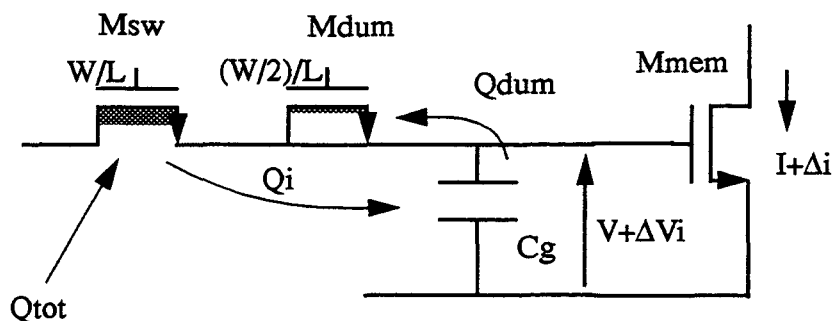 Msw
Mdum
W/L
(W/2)/L
Mmem
Qdum
I+Δi
Qi
V+ΔVi
Cg
Qtot